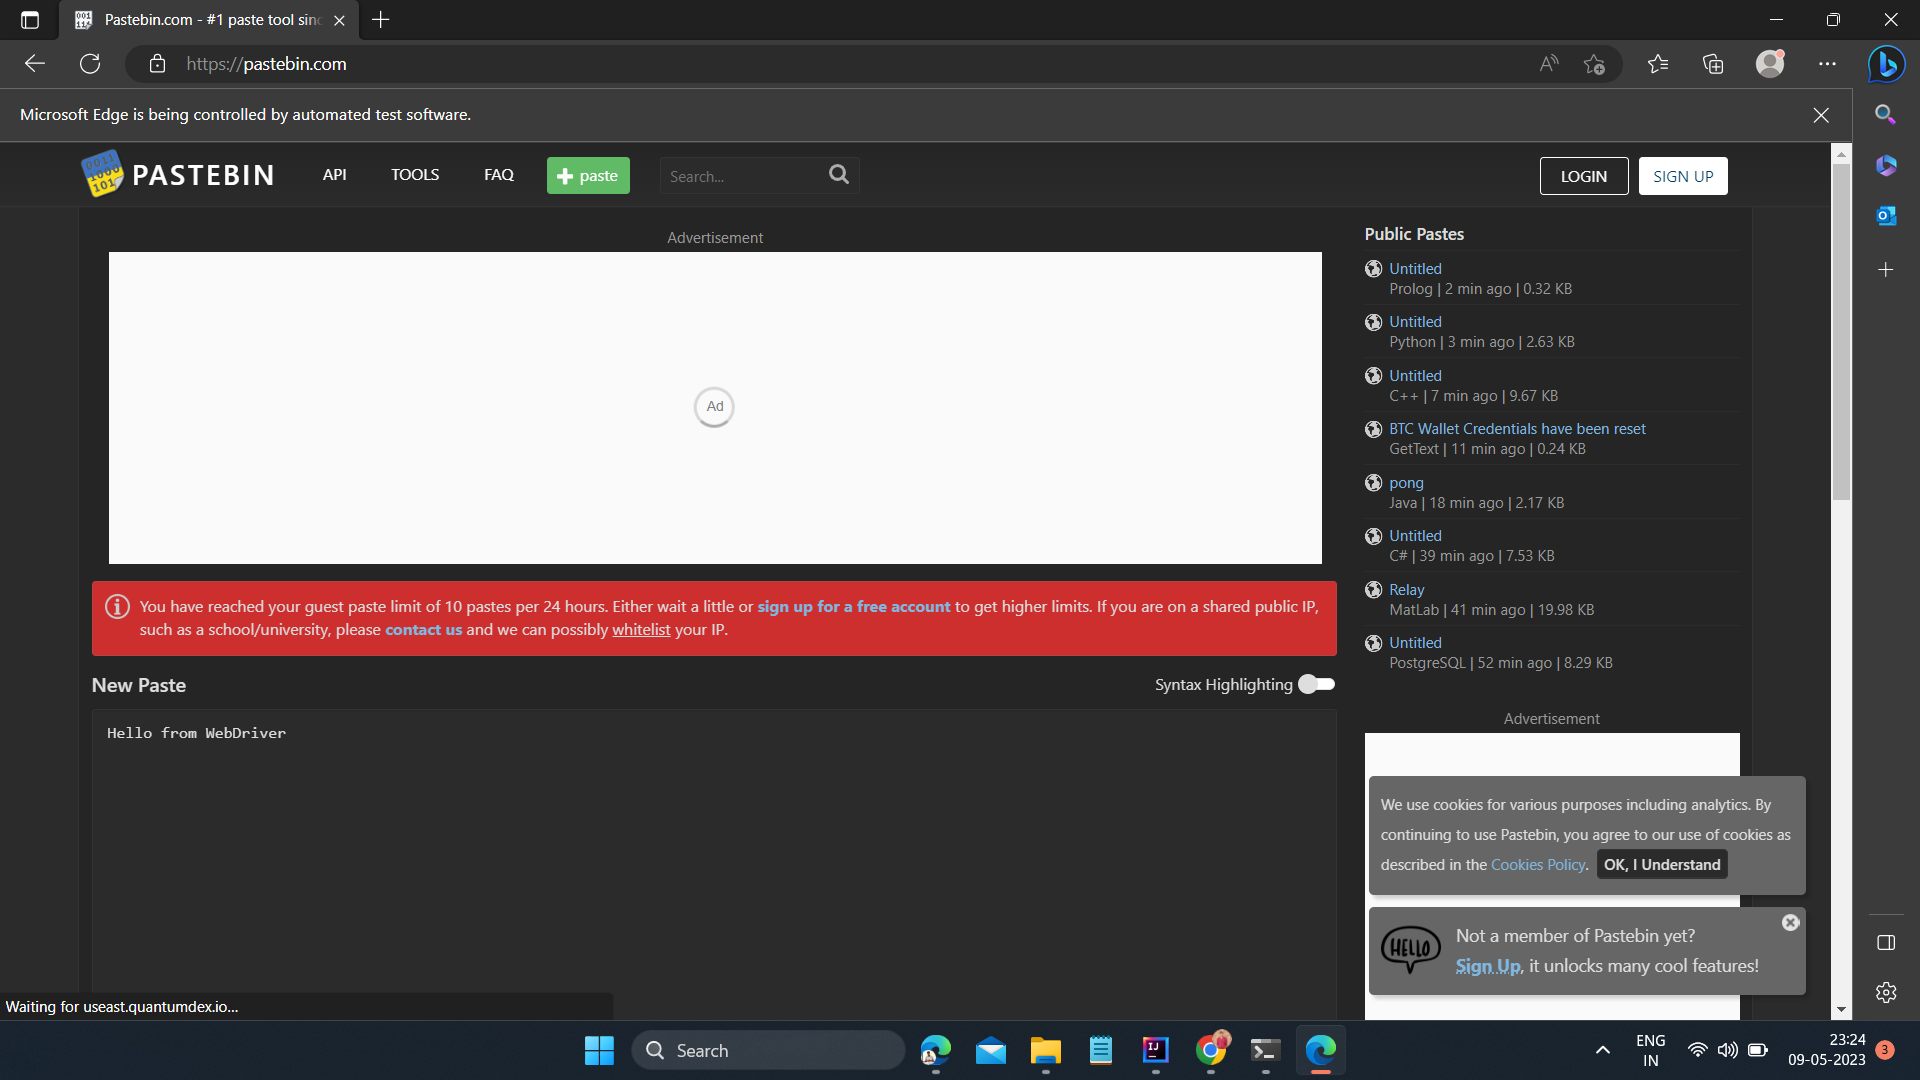 Pastebin.com - #1 paste tool sinc
https://pastebin.com
Microsoft Edge is being controlled by automated test software.
PASTEBIN
API
TOOLS
FAQ
paste
Search...
LOGIN
SIGN UP
Advertisement
Ad
You have reached your guest paste limit of 10 pastes per 24 hours. Either wait a little or sign up for a free account to get higher limits. If you are on a shared public IP,
such as a school/university, please contact us and we can possibly whitelist your IP.
New Paste
Syntax Highlighting
Hello from WebDriver
Public Pastes
Untitled
Prolog | 2 min ago | 0.32 KB
Untitled
Python | 3 min ago | 2.63 KB
Untitled
C++ | 7 min ago | 9.67 KB
BTC Wallet Credentials have been reset
GetText | 11 min ago | 0.24 KB
pong
Java | 18 min ago | 2.17 KB
Untitled
C# | 39 min ago | 7.53 KB
Relay
MatLab | 41 min ago | 19.98 KB
Untitled
PostgreSQL | 52 min ago | 8.29 KB
Advertisement
We use cookies for various purposes including analytics. By
continuing to use Pastebin, you agree to our use of cookies as
described in the Cookies Policy. OK, I Understand
HELLO
Not a member of Pastebin yet?
Sign Up, it unlocks many cool features!
Waiting for useast.quantumdex.io...
Search
ENG
IN
23:24
09-05-2023
3